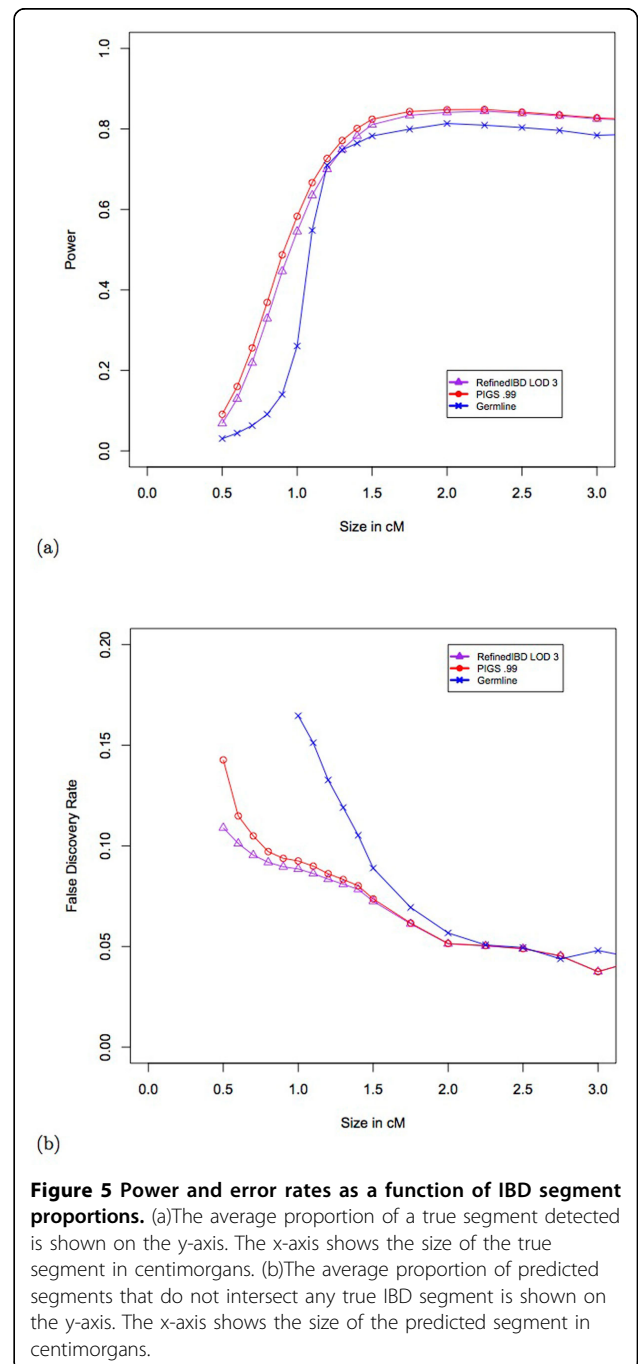 1.0
0.8
0.6
0.4
0.2
0.0
Power
RefinedIBD LOD 3
PIGS .99
Germline
0.0 0.5 1.0 1.5 2.0 2.5 3.0
Size in cM
(a)
0.20
0.15
0.10
0.05
0.00
False Discovery Rate
RefinedIBD LOD 3
PIGS .99
Germline
0.0 0.5 1.0 1.5 2.0 2.5 3.0
Size in cM
(b)
Figure 5 Power and error rates as a function of IBD segment
proportions. (a)The average proportion of a true segment detected
is shown on the y-axis. The x-axis shows the size of the true
segment in centimorgans. (b)The average proportion of predicted
segments that do not intersect any true IBD segment is shown on
the y-axis. The x-axis shows the size of the predicted segment in
centimorgans.